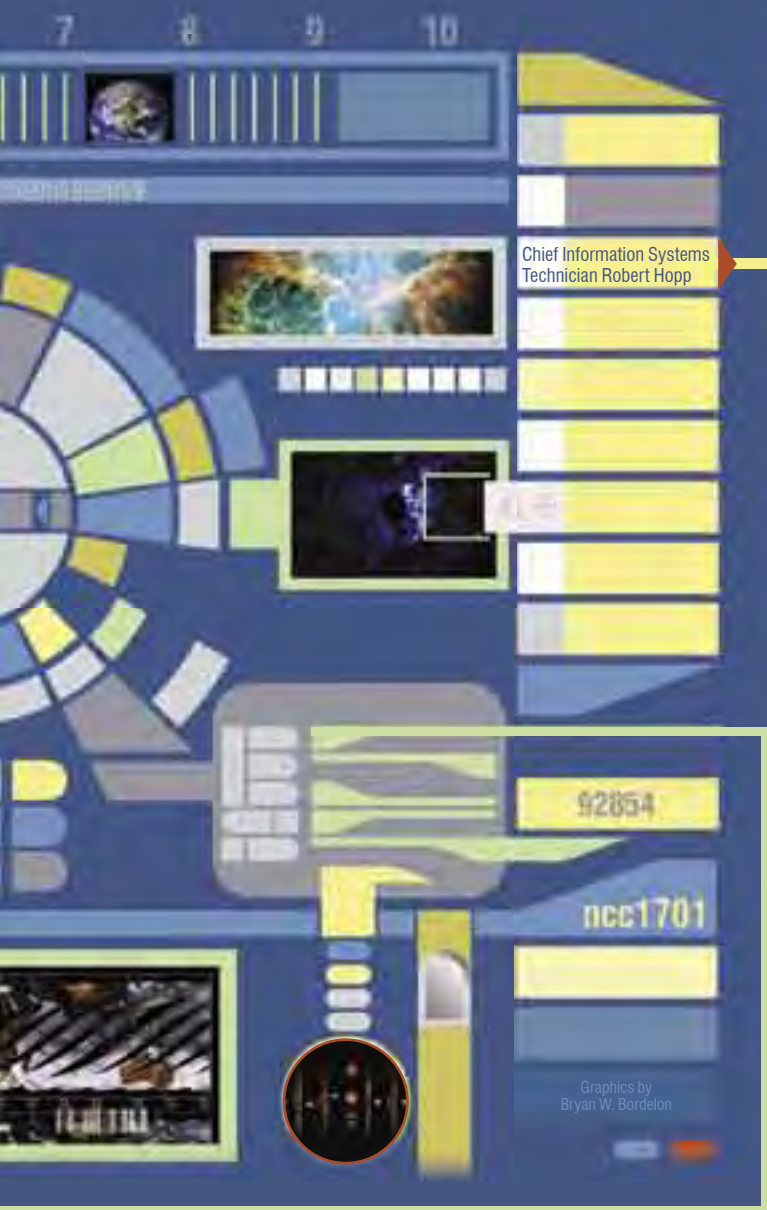 7 8 9 10
Chief Information Systems
Technician Robert Hopp
92854
ncc1701
Graphics by
Bryan W. Bordelon